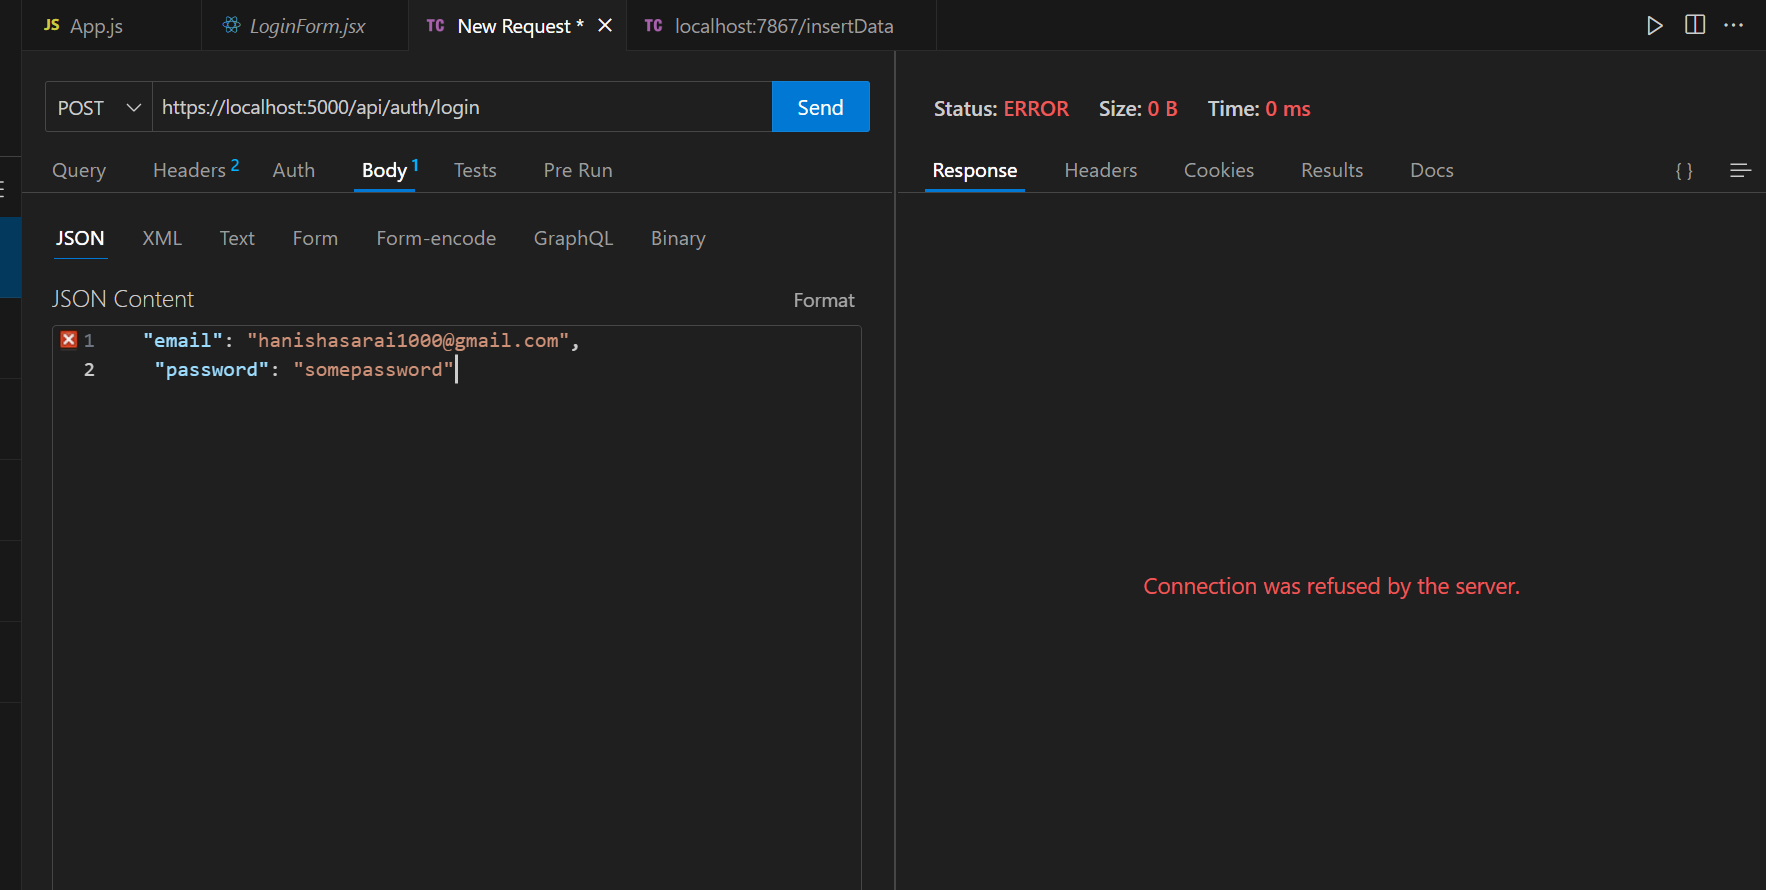 JS App.js
LoginForm.jsx
TC New Request *
TC localhost:7867/insertData
POST
https://localhost:5000/api/auth/login
Send
Query
Headers 2
Auth
Body 1
Tests
Pre Run
JSON
XML
Text
Form
Form-encode
GraphQL
Binary
JSON Content
Format
1 "email": "hanishasarai1000@gmail.com",
2 "password": "somepassword"
Status: ERROR Size: 0 B Time: 0 ms
Response
Headers
Cookies
Results
Docs
{ }
Connection was refused by the server.